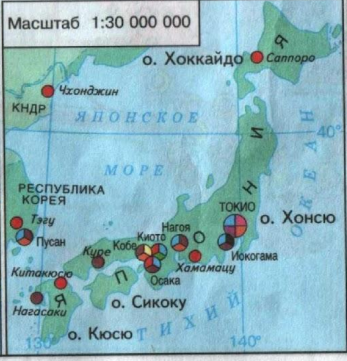 Масштаб 1:30 000 000
о. Хоккайдо
Саппоро
Чхонджин
КНДР
ЯПОНСКОЕ
40°
МОРЕ
РЕСПУБЛИКА
КОРЕЯ
Тэгу
Пусан
ТОКИО
о. Хонсю
Нагоя
Киото
Кобе
Куре
Иокогама
Хамамацу
Осака
Китакюсю
Нагасаки
о. Сикоку
о. Кюсю
ЯПОНИЯ
ТИХИЙ
ОКЕАН
130°
140°